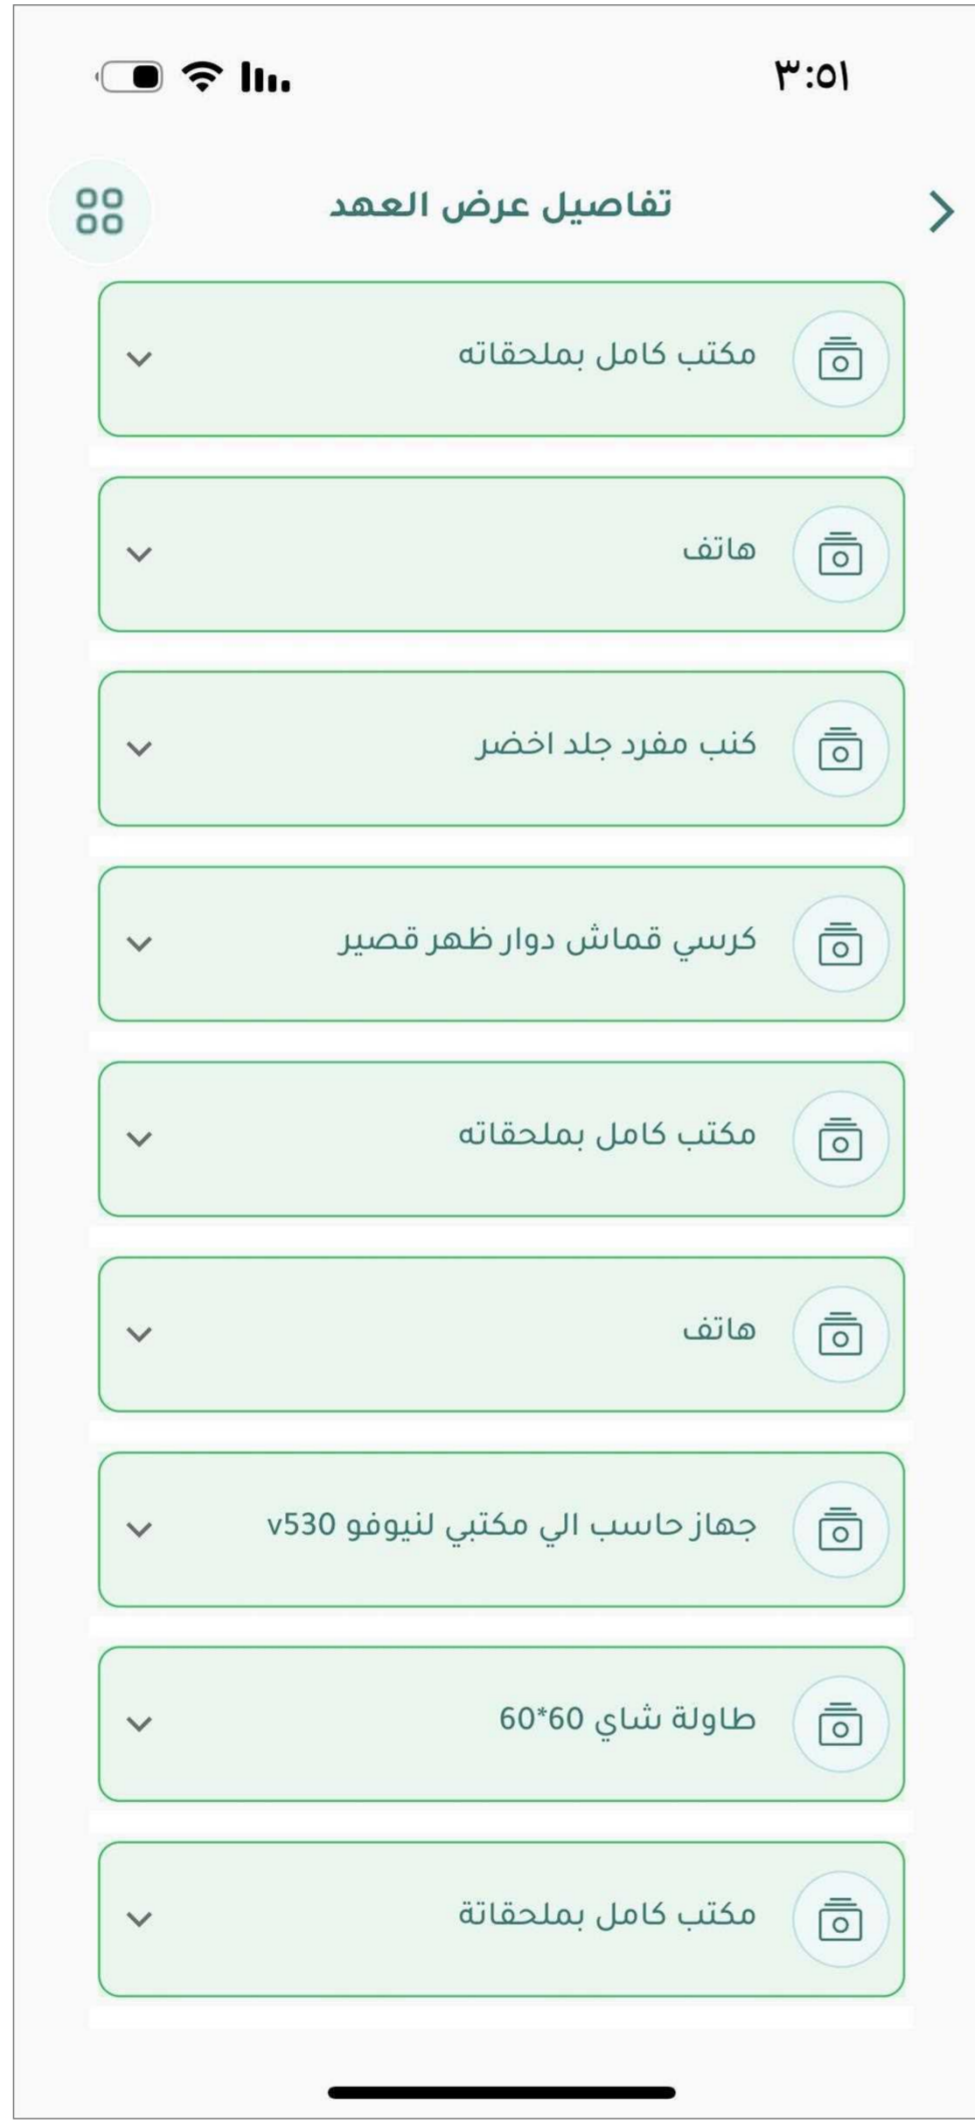 ٣:٥١
تفاصيل عرض العهد
مكتب كامل بملحقاته
هاتف
كنب مفرد جلد اخضر
كرسي قماش دوار ظهر قصير
مكتب كامل بملحقاته
هاتف
جهاز حاسب الي مكتبي لنيوفو v530
طاولة شاي 60*60
مكتب كامل بملحقاتة